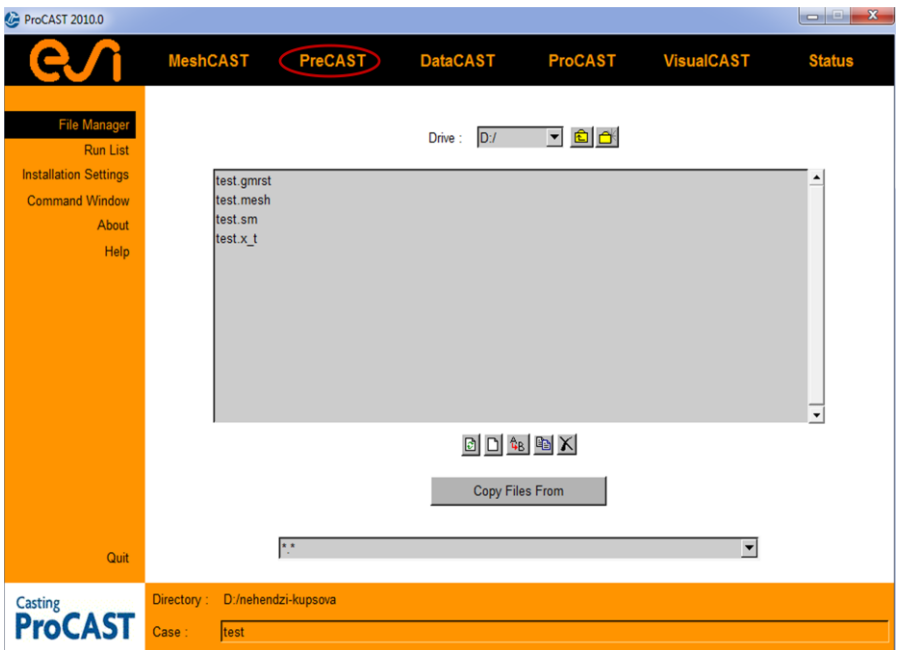 ProCAST 2010.0
esi MeshCAST PreCAST DataCAST ProCAST VisualCAST Status
File Manager
Run List
Installation Settings
Command Window
About
Help
Quit
Drive : D:/
test.gmrst
test.mesh
test.sm
test.x_t
A B
Copy Files From
*.*
Casting
ProCAST
Directory : D:/nehendzi-kupsova
Case : test